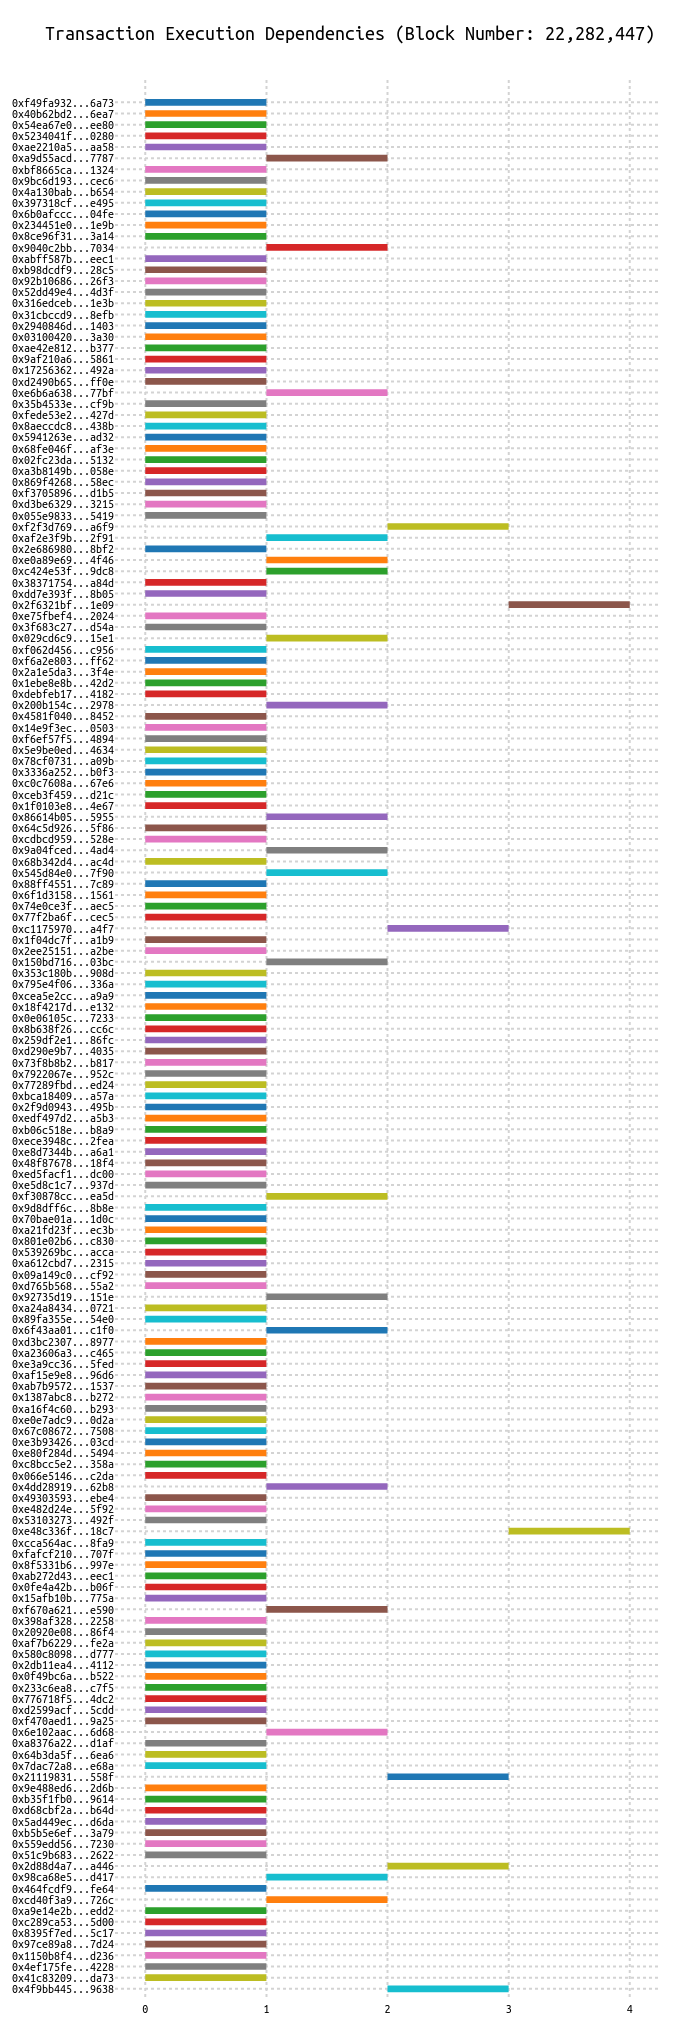 Transaction Execution Dependencies (Block Number: 22,282,447)
0xf49fa932...6a73
0x40b62bd2...6ea7
0x54ea67e0...ee80
0x5234041f...0280
0xae2210a5...aa58
0xa9d55acd...7787
0xbf8665ca...1324
0x9bc6d193...cec6
0x4a130bab...b654
0x397318cf...e495
0x6b0afccc...04fe
0x234451e0...1e9b
0x8ce96f31...3a14
0x9040c2bb...7034
0xabff587b...eec1
0xb98dcdf9...28c5
0x92b10686...26f3
0x52dd49e4...4d3f
0x316edceb...1e3b
0x31cbccd9...8efb
0x2940846d...1403
0x03100420...3a30
0xae42e812...b377
0x9af210a6...5861
0x17256362...492a
0xd2490b65...ff0e
0xe6b6a638...77bf
0x35b4533e...cf9b
0xfede53e2...427d
0x8aeccdc8...438b
0x5941263e...ad32
0x68fe046f...af3e
0x02fc23da...5132
0xa3b8149b...058e
0x869f4268...58ec
0xf3705896...d1b5
0xd3be6329...3215
0x055e9833...5419
0xf2f3d769...a6f9
0xaf2e3f9b...2f91
0x2e686980...8bf2
0xe0a89e69...4f46
0xc424e53f...9dc8
0x38371754...a84d
0xdd7e393f...8b05
0x2f6321bf...1e09
0xe75fbef4...2024
0x3f683c27...d54a
0x029cd6c9...15e1
0xf062d456...c956
0xf6a2e803...ff62
0x2a1e5da3...3f4e
0x1ebe8e8b...42d2
0xdebfeb17...4182
0x200b154c...2978
0x4581f040...8452
0x14e9f3ec...0503
0xf6ef57f5...4894
0x5e9be0ed...4634
0x78cf0731...a09b
0x3336a252...b0f3
0xc0c7608a...67e6
0xceb3f459...d21c
0x1f0103e8...4e67
0x86614b05...5955
0x64c5d926...5f86
0xcdbcd959...528e
0x9a04fced...4ad4
0x68b342d4...ac4d
0x545d84e0...7f90
0x88ff4551...7c89
0x6f1d3158...1561
0x74e0ce3f...aec5
0x77f2ba6f...cec5
0xc1175970...a4f7
0x1f04dc7f...a1b9
0x2ee25151...a2be
0x150bd716...03bc
0x353c180b...908d
0x795e4f06...336a
0xcea5e2cc...a9a9
0x18f4217d...e132
0x0e06105c...7233
0x8b638f26...cc6c
0x259df2e1...86fc
0xd290e9b7...4035
0x73f8b8b2...b817
0x7922067e...952c
0x77289fbd...ed24
0xbca18409...a57a
0x2f9d0943...495b
0xedf497d2...a5b3
0xb06c518e...b8a9
0xece3948c...2fea
0xe8d7344b...a6a1
0x48f87678...18f4
0xed5facf1...dc00
0xe5d8c1c7...937d
0xf30878cc...ea5d
0x9d8dff6c...8b8e
0x70bae01a...1d0c
0xa21fd23f...ec3b
0x801e02b6...c830
0x539269bc...acca
0xa612cbd7...2315
0x09a149c0...cf92
0xd765b568...55a2
0x92735d19...151e
0xa24a8434...0721
0x89fa355e...54e0
0x6f43aa01...c1f0
0xd3bc2307...8977
0xa23606a3...c465
0xe3a9cc36...5fed
0xaf15e9e8...96d6
0xab7b9572...1537
0x1387abc8...b272
0xa16f4c60...b293
0xe0e7adc9...0d2a
0x67c08672...7508
0xe3b93426...03cd
0xe80f284d...5494
0xc8bcc5e2...358a
0x066e5146...c2da
0x4dd28919...62b8
0x49303593...ebe4
0xe482d24e...5f92
0x53103273...492f
0xe48c336f...18c7
0xcca564ac...8fa9
0xfafcf210...707f
0x8f5331b6...997e
0xab272d43...eec1
0x0fe4a42b...b06f
0x15afb10b...775a
0xf670a621...e590
0x398af328...2258
0x20920e08...86f4
0xaf7b6229...fe2a
0x580c8098...d777
0x2db11ea4...4112
0x0f49bc6a...b522
0x233c6ea8...c7f5
0x776718f5...4dc2
0xd2599acf...5cdd
0xf470aed1...9a25
0x6e102aac...6d68
0xa8376a22...d1af
0x64b3da5f...6ea6
0x7dac72a8...e68a
0x21119831...558f
0x9e488ed6...2d6b
0xb35f1fb0...9614
0xd68cbf2a...b64d
0x5ad449ec...d6da
0xb5b5e6ef...3a79
0x559edd56...7230
0x51c9b683...2622
0x2d88d4a7...a446
0x98ca68e5...d417
0x464fcdf9...fe64
0xcd40f3a9...726c
0xa9e14e2b...edd2
0xc289ca53...5d00
0x8395f7ed...5c17
0x97ce89a8...7d24
0x1150b8f4...d236
0x4ef175fe...4228
0x41c83209...da73
0x4f9bb445...9638
0 1 2 3 4